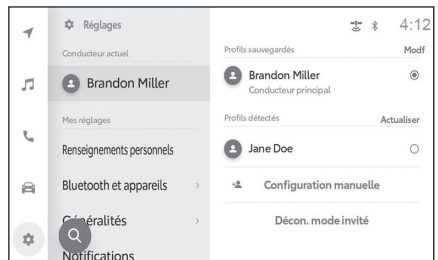 Réglages
4:12
Conducteur actuel
Brandon Miller
Mes réglages
Renseignements personnels
Bluetooth et appareils
Généralités
Notifications
Profils sauvegardés
Modf
Brandon Miller
Conducteur principal
Profils détectés
Actualiser
Jane Doe
Configuration manuelle
Décon. mode invité